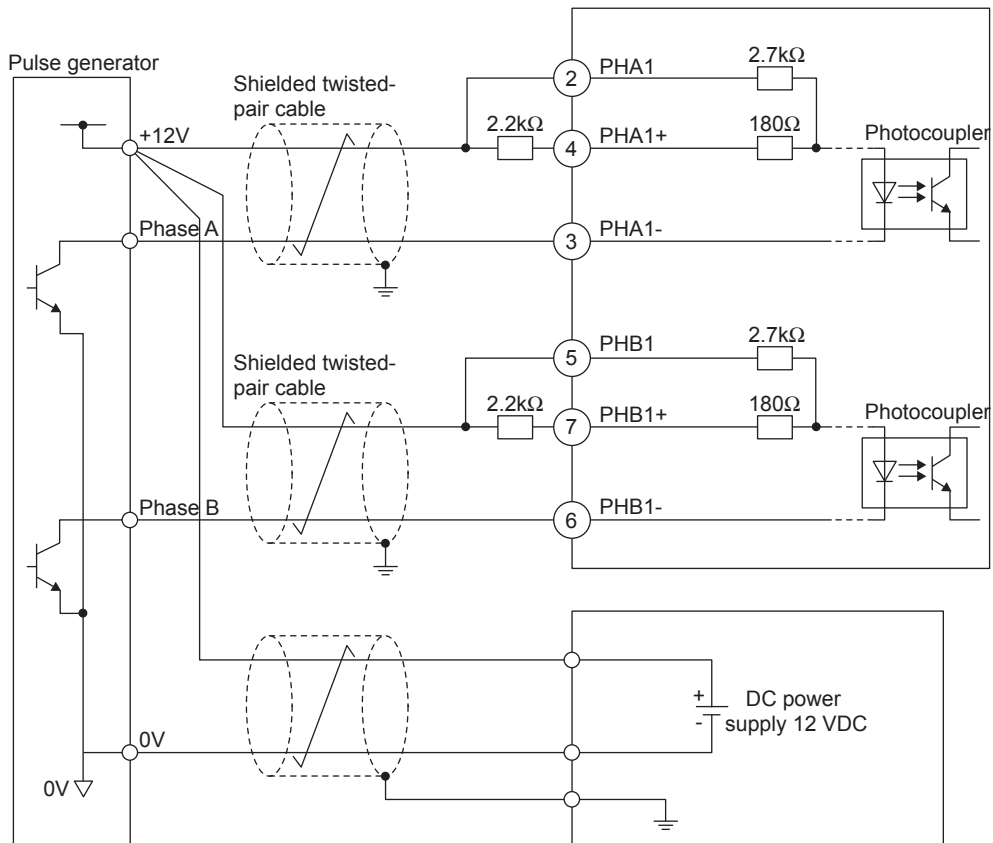 Pulse generator
Shielded twisted-
pair cable
+12V
2.2kΩ
2
PHA1
2.7kΩ
4
PHA1+
180Ω
Photocoupler
Phase A
3
PHA1-
Shielded twisted-
pair cable
5
PHB1
2.7kΩ
2.2kΩ
7
PHB1+
180Ω
Photocoupler
Phase B
6
PHB1-
+
-
DC power
supply 12 VDC
0V
0V